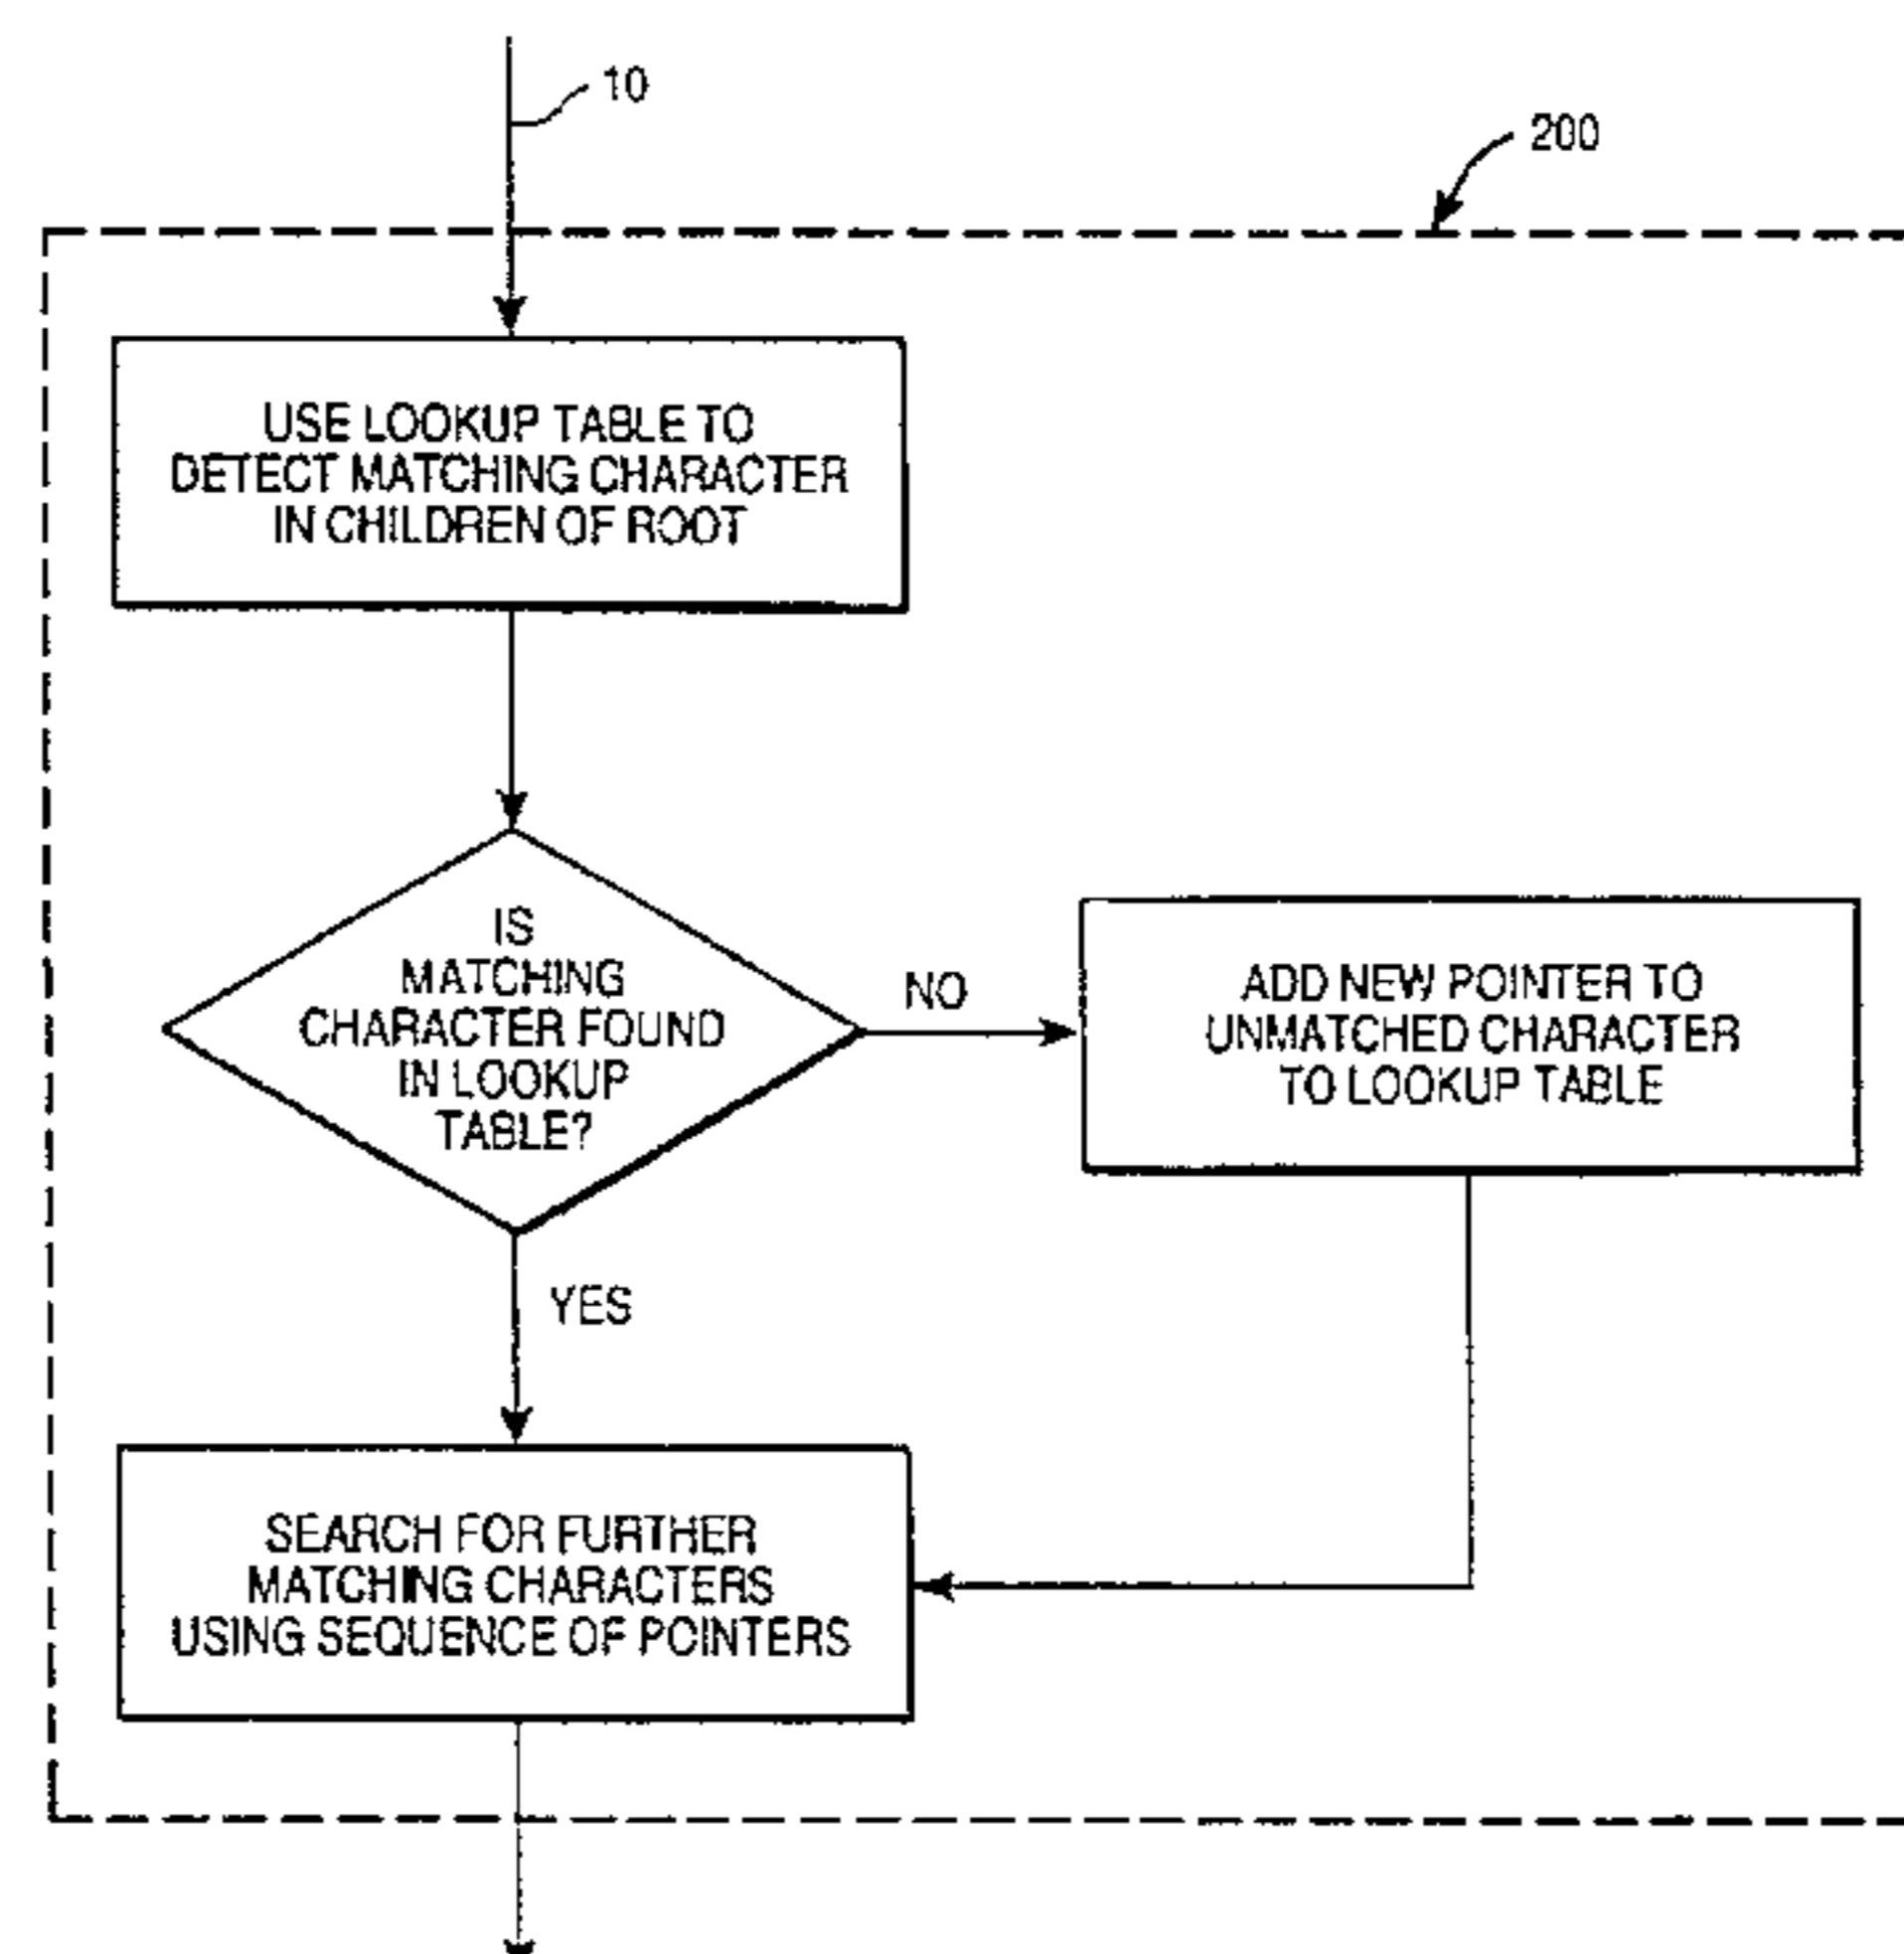 10
200
USE LOOKUP TABLE TO
DETECT MATCHING CHARACTER
IN CHILDREN OF ROOT
IS
MATCHING
CHARACTER FOUND
IN LOOKUP
TABLE?
NO
ADD NEW POINTER TO
UNMATCHED CHARACTER
TO LOOKUP TABLE
YES
SEARCH FOR FURTHER
MATCHING CHARACTERS
USING SEQUENCE OF POINTERS